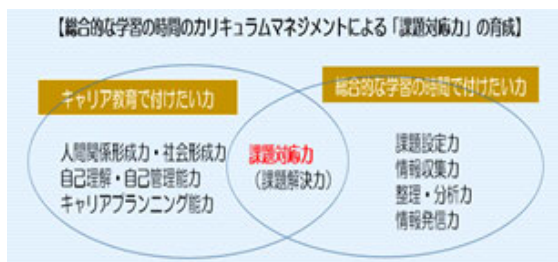 【総合的な学習の時間のカリキュラムマネジメントによる「課題対応力」の育成】
キャリア教育で付けたい力
総合的な学習の時間で付けたい力
人間関係形成力・社会形成力
自己理解・自己管理能力
キャリアプランニング能力
課題対応力
（課題解決力）
課題設定力
情報収集力
整理・分析力
情報発信力